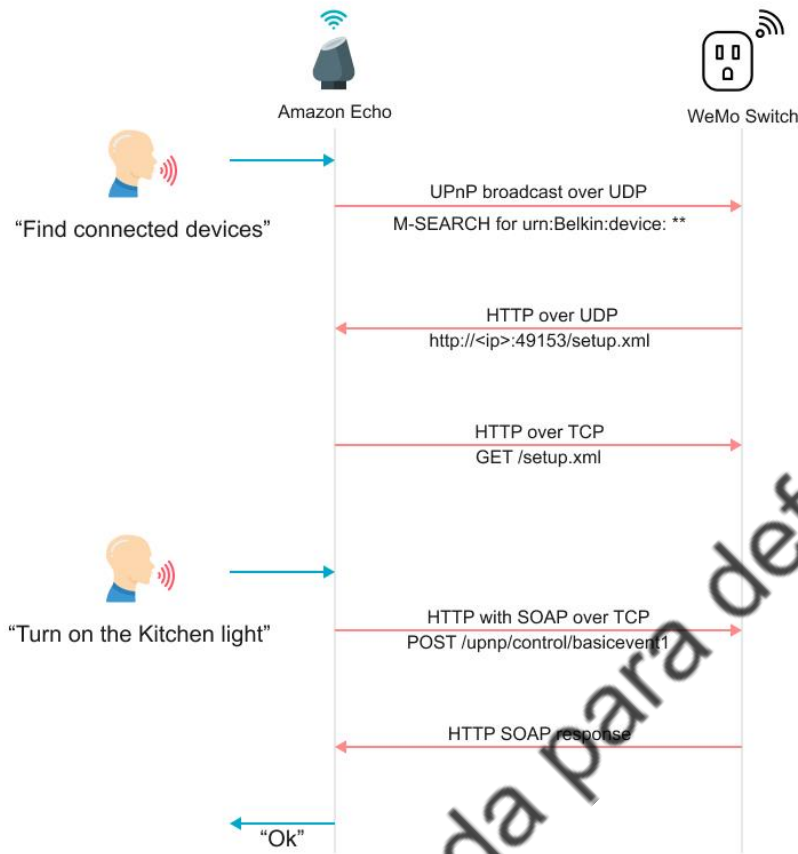 Amazon Echo
WeMo Switch
UPnP broadcast over UDP
“Find connected devices”
M-SEARCH for urn:Belkin:device: **
HTTP over UDP
http://<ip>:49153/setup.xml
HTTP over TCP
GET /setup.xml
HTTP with SOAP over TCP
“Turn on the Kitchen light”
POST /upnp/control/basicevent1
HTTP SOAP response
“Ok”
da para def